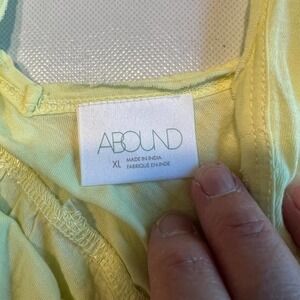 ABOUND
XL
MADE IN INDIA
FABRIQUÉ EN INDE